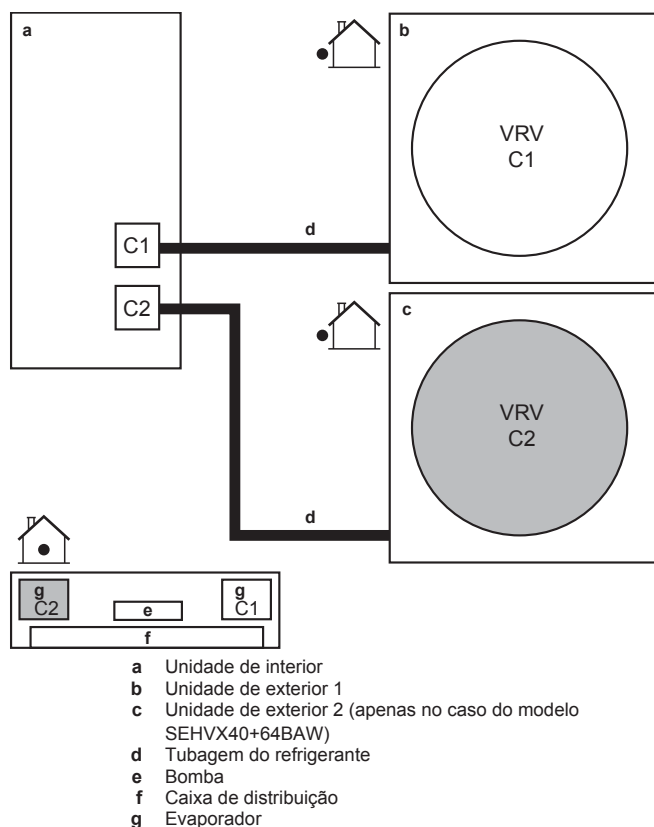 a
b
VRV
C1
C1
d
C2
c
VRV
C2
d
g
C2
e
g
C1
f
a Unidade de interior
b Unidade de exterior 1
c Unidade de exterior 2 (apenas no caso do modelo
SEHVX40+64BAW)
d Tubagem do refrigerante
e Bomba
f Caixa de distribuição
g Evaporador